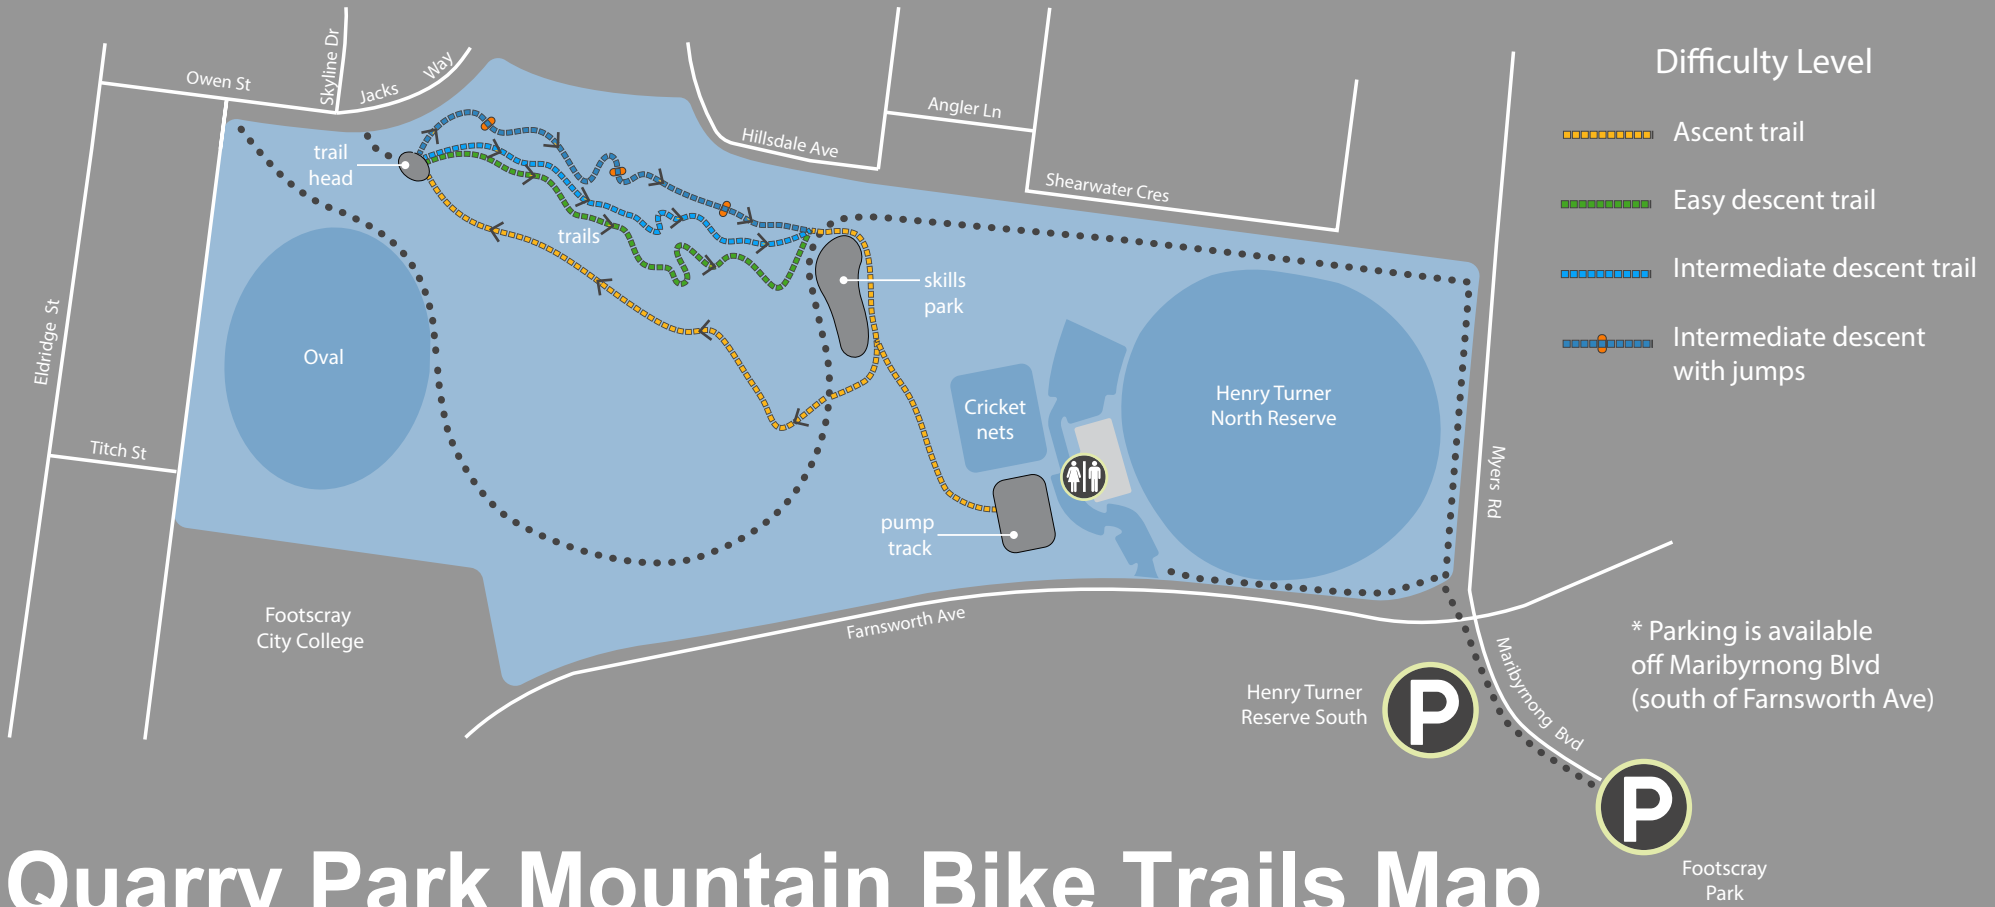 Difficulty Level
Ascent trail
Easy descent trail
Intermediate descent trail
Intermediate descent
with jumps
Owen St
Skyline Dr
Jacks Way
Hillsdale Ave
Angler Ln
Shearwater Cres
trail
head
trails
skills
park
Eldridge St
Oval
Titch St
Cricket
nets
Henry Turner
North Reserve
Myers Rd
pump
track
Footscray
City College
Farnsworth Ave
Maribyrnong Bvd
* Parking is available
off Maribyrnong Blvd
(south of Farnsworth Ave)
Henry Turner
Reserve South
P
P
Footscray
Park
Quarry Park Mountain Bike Trails Map